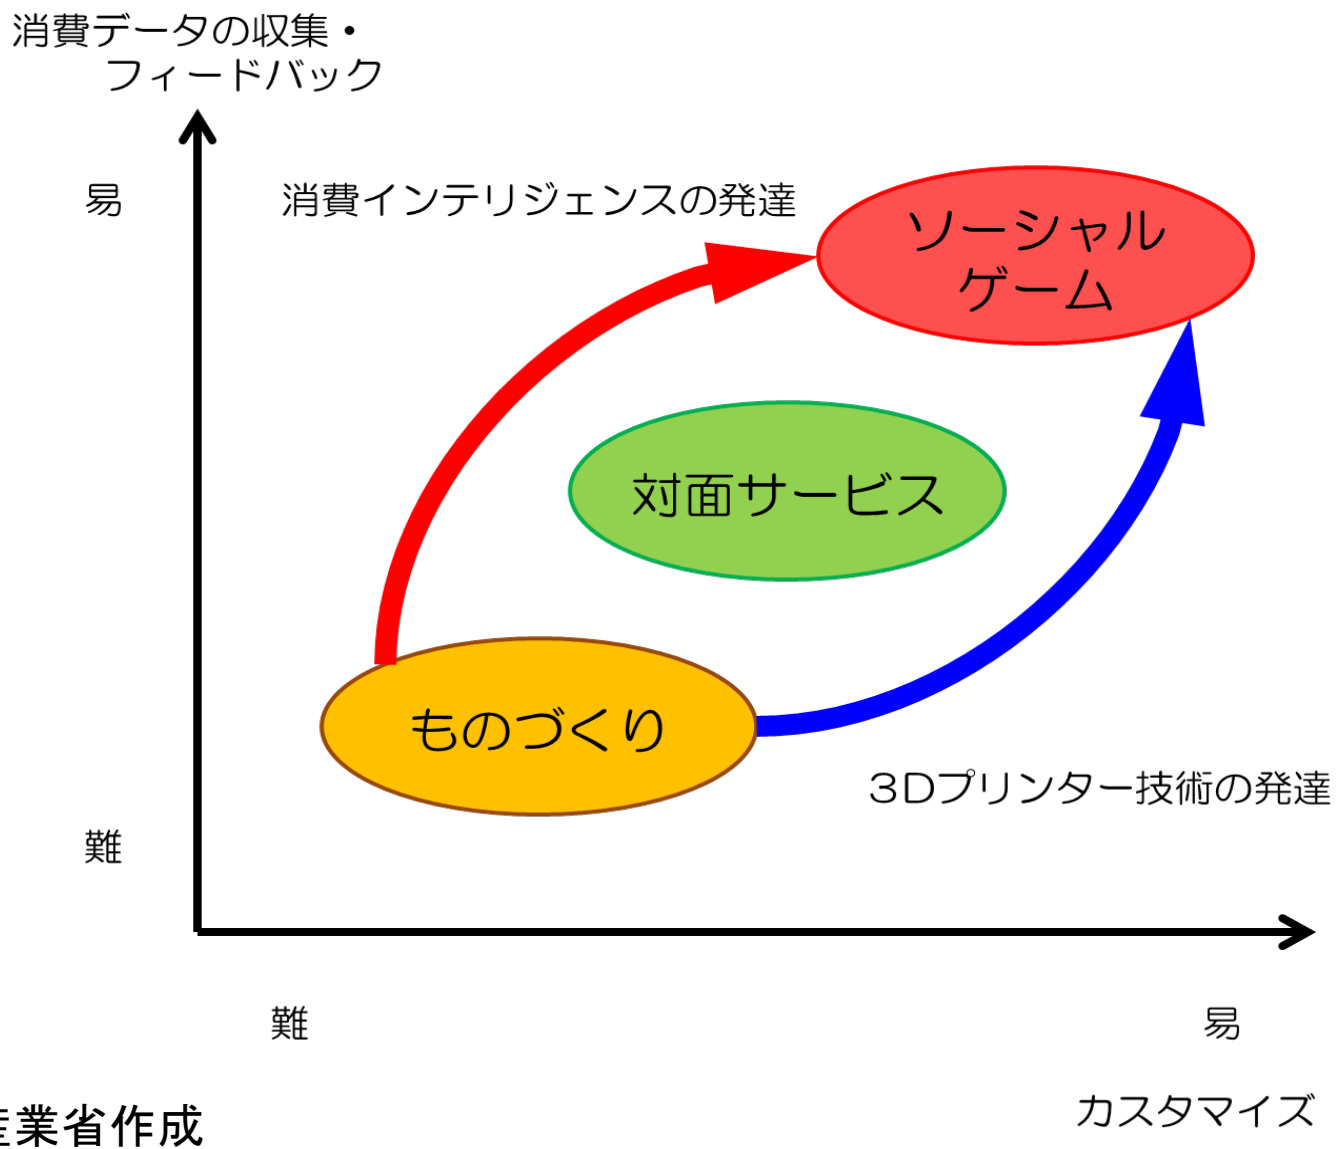 消費データの収集・
フィードバック
易
消費インテリジェンスの発達
ソーシャル
ゲーム
対面サービス
ものづくり
3Dプリンター技術の発達
難
難
易
カスタマイズ
業省作成